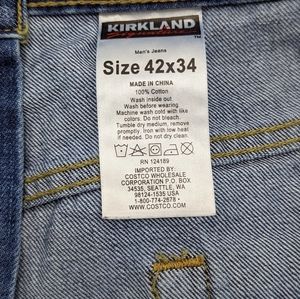 KIRKLAND
Signature
™
Men's Jeans
Size 42x34
MADE IN CHINA
100% Cotton
Wash inside out
Wash before wearing
Machine wash cold with like
colors. Do not bleach.
Tumble dry medium, remove
promptly. Iron with low heat
if needed. Do not dry clean.
RN 124189
IMPORTED BY
COSTCO WHOLESALE
CORPORATION P.O. BOX
34535, SEATTLE, WA
98124-1535 USA
1-800-774-2678 •
WWW.COSTCO.COM